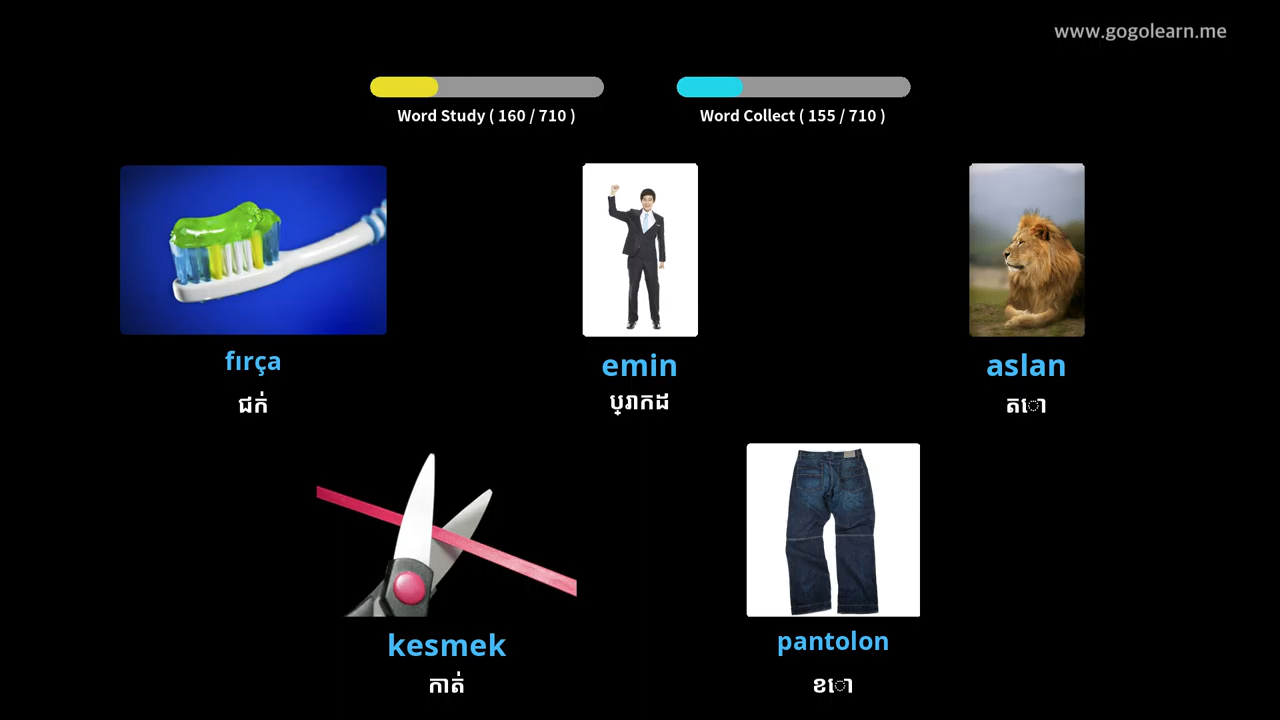 www.gogolearn.me
Word Study ( 160 / 710 )
Word Collect ( 155 / 710 )
fırça
ជក់
emin
ប្រាកដ
aslan
តោ
kesmek
កាត់
pantolon
ខោ